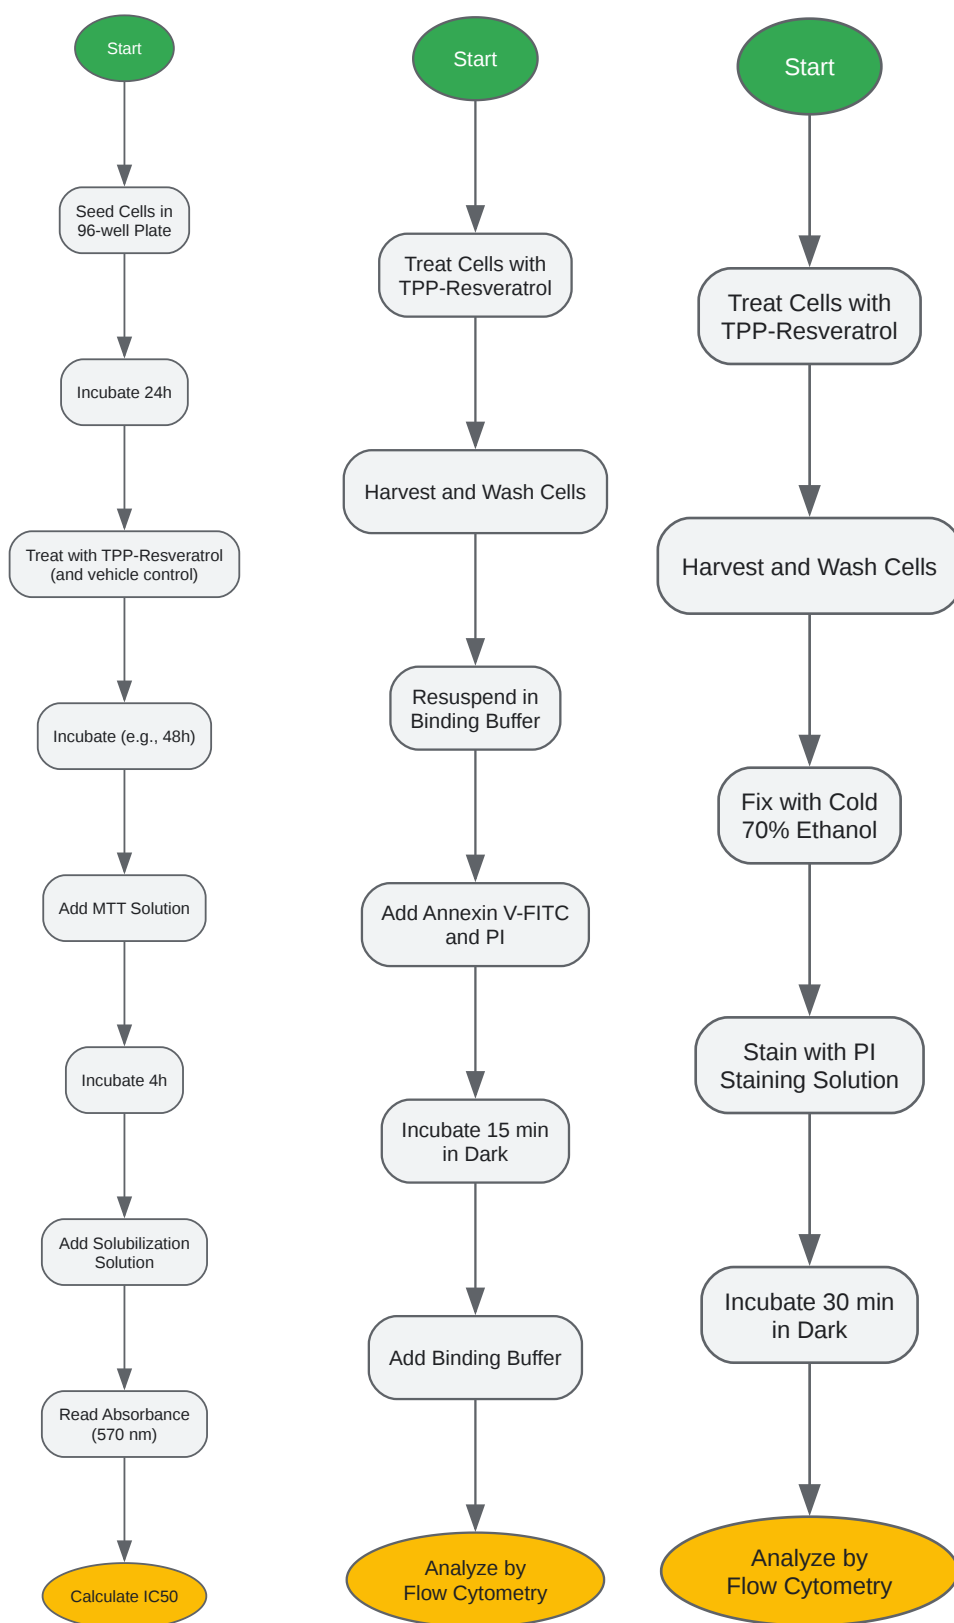 Start
Seed Cells in
96-well Plate
Incubate 24h
Treat with TPP-Resveratrol
(and vehicle control)
Incubate (e.g., 48h)
Add MTT Solution
Incubate 4h
Add Solubilization
Solution
Read Absorbance
(570 nm)
Calculate IC50
Start
Treat Cells with
TPP-Resveratrol
Harvest and Wash Cells
Resuspend in
Binding Buffer
Add Annexin V-FITC
and PI
Incubate 15 min
in Dark
Add Binding Buffer
Analyze by
Flow Cytometry
Start
Treat Cells with
TPP-Resveratrol
Harvest and Wash Cells
Fix with Cold
70% Ethanol
Stain with PI
Staining Solution
Incubate 30 min
in Dark
Analyze by
Flow Cytometry